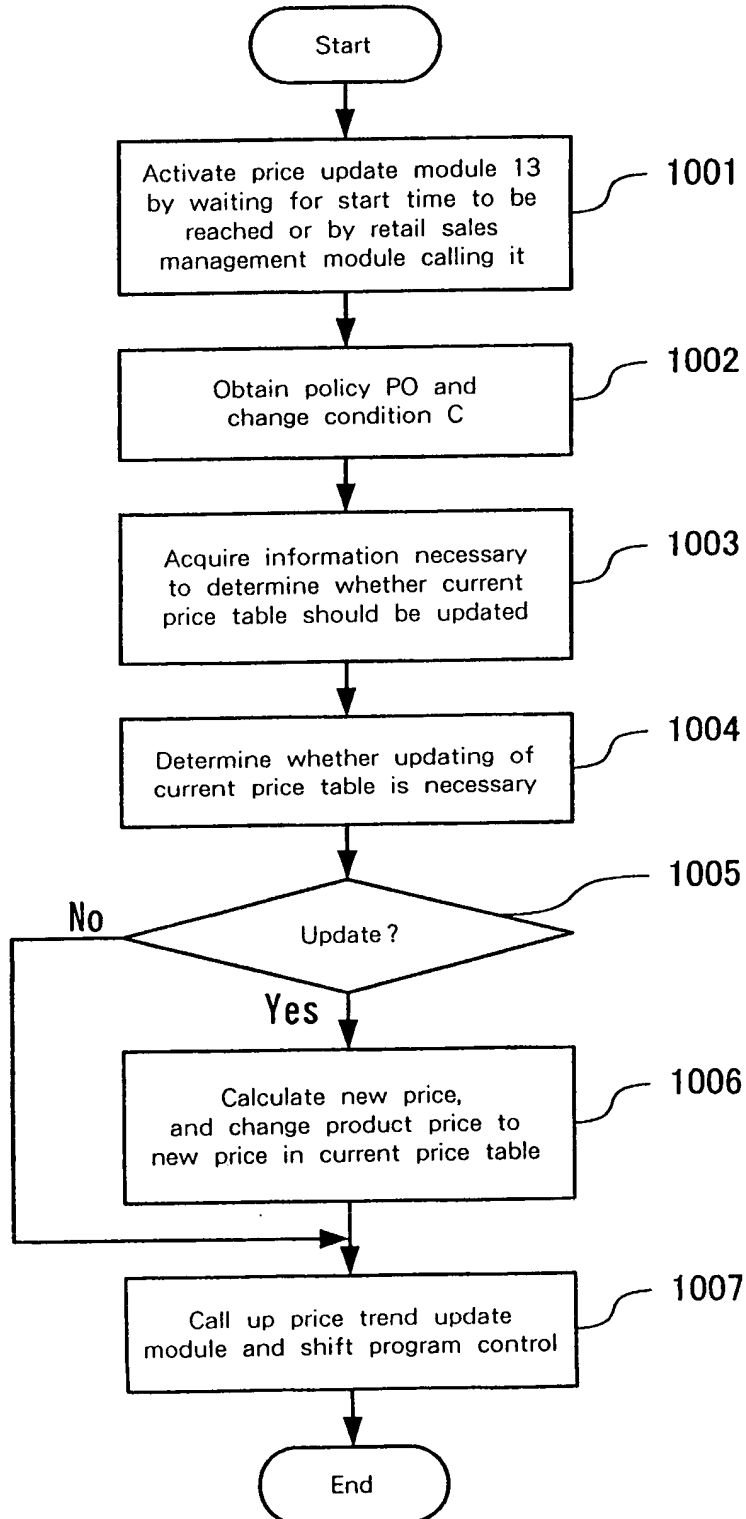 Start
Activate price update module 13
by waiting for start time to be
reached or by retail sales
management module calling it
1001
Obtain policy PO and
change condition C
1002
Acquire information necessary
to determine whether current
price table should be updated
1003
Determine whether updating of
current price table is necessary
1004
1005
No
Update?
Yes
Calculate new price,
and change product price to
new price in current price table
1006
Call up price trend update
module and shift program control
1007
End